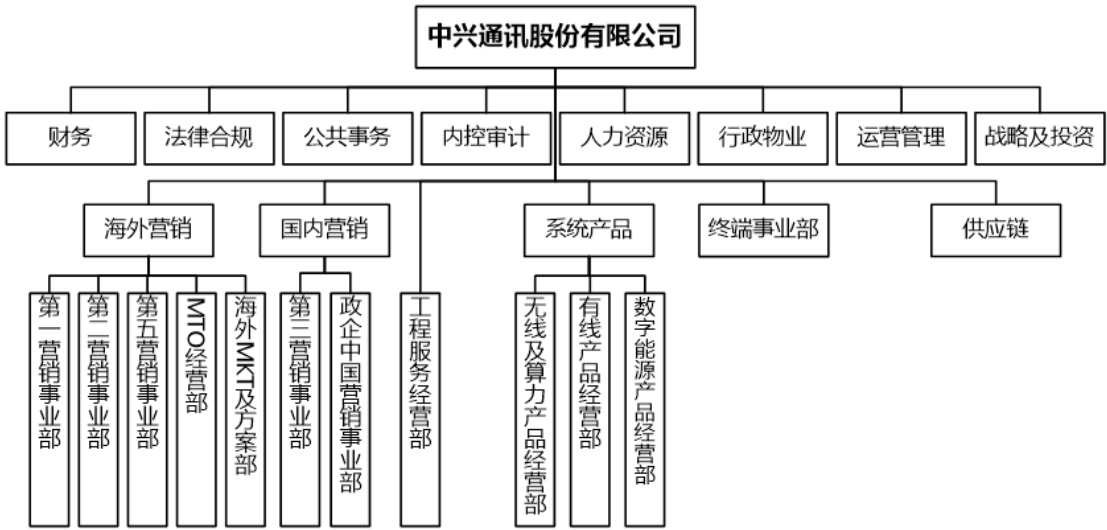 中兴通讯股份有限公司
财务
法律合规
公共事务
内控审计
人力资源
行政物业
运营管理
战略及投资
海外营销
国内营销
系统产品
终端事业部
供应链
第一营销事业部
第二营销事业部
第五营销事业部
MTO经营部
海外MKT及方案部
第三营销事业部
政企中国营销事业部
工程服务经营部
无线及算力产品经营部
有线产品经营部
数字能源产品经营部